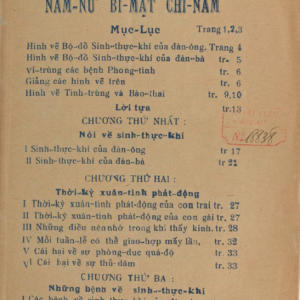 NAM-NỮ BÍ-MẬT CHỈ-NAM
Mục-Lục Trang 1,2,3
Hình vẽ Bộ-đồ Sinh-thực-khí của đàn-ông, Trang 4
Hình vẽ Bộ-đồ Sinh-thực-khí của đàn-bà tr. 5
Vi-trùng các bệnh Phong-tình tr. 6
Giảng các hình vẽ trên tr. 6
Hình vẽ Tinh-trùng và Bào-thai tr. 9,10
Lời tựa tr.13
CHƯƠNG THỨ NHẤT :
Nói về sinh-thực-khí
I Sinh-thực-khí của đàn-ông tr 17
II Sinh-thực-khí của đàn-bà tr 21
CHƯƠNG THỨ HAI :
Thời-kỳ xuân-tình phát-động
I Thời-kỳ xuân-tình phát-động của con trai tr. 27
II Thời-kỳ xuân-tình phát-động của con gái tr. 27
III Những điều nên nhớ trong khi thấy kinh tr. 28
IV Mỗi tuần-lễ có thể giao-hợp mấy lần, tr. 32
V Cái hại về sự phóng-dục quá-độ tr. 33
VI Cái hại về sự thủ-dâm tr. 33
CHƯƠNG THỨ BA :
Những bệnh về sinh-thực-khí